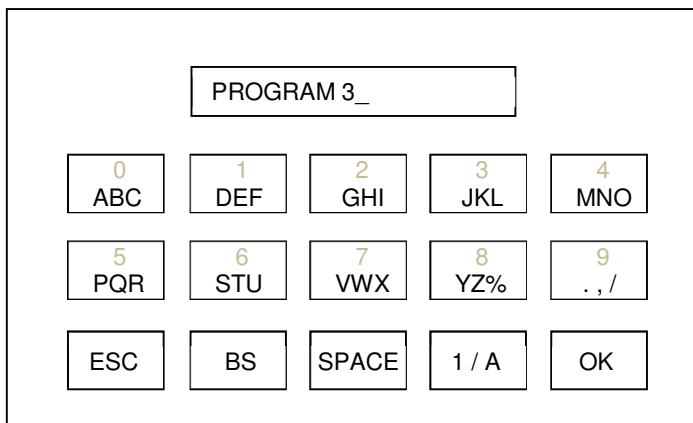 PROGRAM 3_
0 1 2 3 4
ABC DEF GHI JKL MNO
5 6 7 8 9
PQR STU VWX YZ% . , /
ESC BS SPACE 1 / A OK